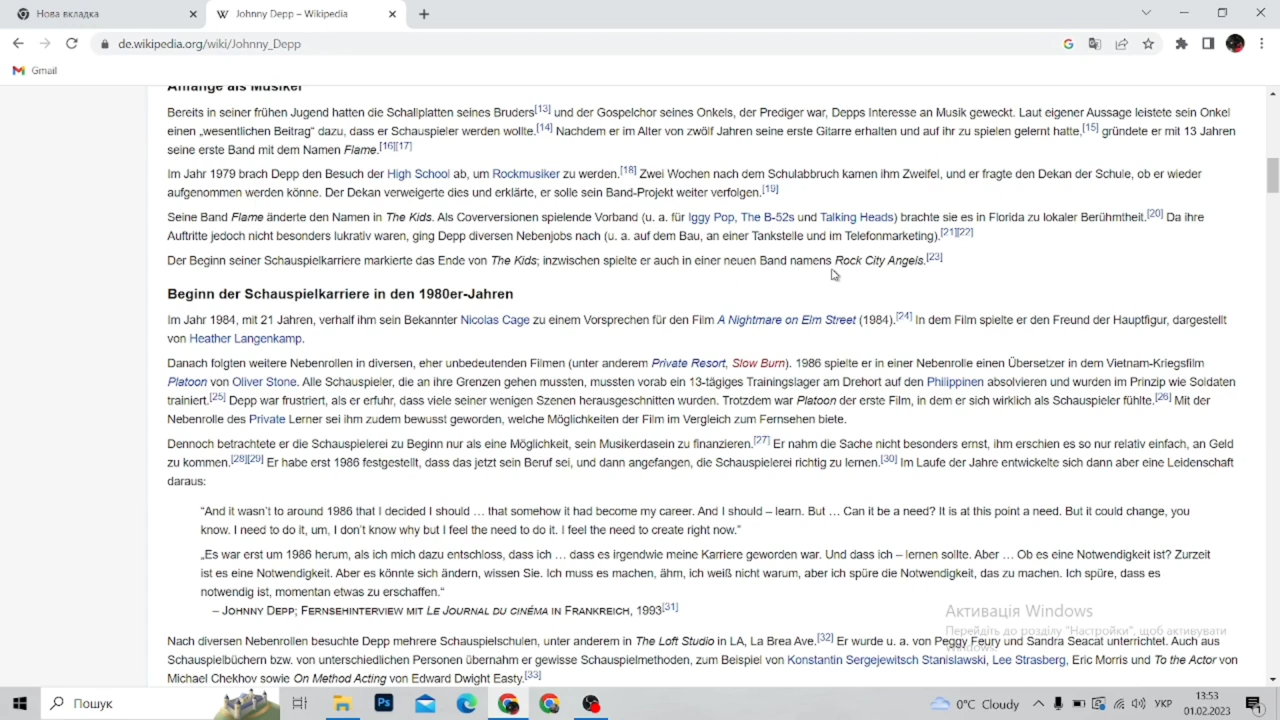 Нова вкладка
Johnny Depp – Wikipedia
de.wikipedia.org/wiki/Johnny_Depp
Gmail
Anfänge als Musiker
Bereits in seiner frühen Jugend hatten die Schallplatten seines Bruders[13] und der Gospelchor seines Onkels, der Prediger war, Depps Interesse an Musik geweckt. Laut eigener Aussage leistete sein Onkel
einen „wesentlichen Beitrag“ dazu, dass er Schauspieler werden wollte.[14] Nachdem er im Alter von zwölf Jahren seine erste Gitarre erhalten und auf ihr zu spielen gelernt hatte,[15] gründete er mit 13 Jahren
seine erste Band mit dem Namen Flame.[16][17]
Im Jahr 1979 brach Depp den Besuch der High School ab, um Rockmusiker zu werden.[18] Zwei Wochen nach dem Schulabbruch kamen ihm Zweifel, und er fragte den Dekan der Schule, ob er wieder
aufgenommen werden könne. Der Dekan verweigerte dies und erklärte, er solle sein Band-Projekt weiter verfolgen.[19]
Seine Band Flame änderte den Namen in The Kids. Als Coverversionen spielende Vorband (u. a. für Iggy Pop, The B-52s und Talking Heads) brachte sie es in Florida zu lokaler Berühmtheit.[20] Da ihre
Auftritte jedoch nicht besonders lukrativ waren, ging Depp diversen Nebenjobs nach (u. a. auf dem Bau, an einer Tankstelle und im Telefonmarketing).[21][22]
Der Beginn seiner Schauspielkarriere markierte das Ende von The Kids; inzwischen spielte er auch in einer neuen Band namens Rock City Angels.[23]
Beginn der Schauspielkarriere in den 1980er-Jahren
Im Jahr 1984, mit 21 Jahren, verhalf ihm sein Bekannter Nicolas Cage zu einem Vorsprechen für den Film A Nightmare on Elm Street (1984).[24] In dem Film spielte er den Freund der Hauptfigur, dargestellt
von Heather Langenkamp.
Danach folgten weitere Nebenrollen in diversen, eher unbedeutenden Filmen (unter anderem Private Resort, Slow Burn). 1986 spielte er in einer Nebenrolle einen Übersetzer in dem Vietnam-Kriegsfilm
Platoon von Oliver Stone. Alle Schauspieler, die an ihre Grenzen gehen mussten, mussten vorab ein 13-tägiges Trainingslager am Drehort auf den Philippinen absolvieren und wurden im Prinzip wie Soldaten
trainiert.[25] Depp war frustriert, als er erfuhr, dass viele seiner wenigen Szenen herausgeschnitten wurden. Trotzdem war Platoon der erste Film, in dem er sich wirklich als Schauspieler fühlte.[26] Mit der
Nebenrolle des Private Lerner sei ihm zudem bewusst geworden, welche Möglichkeiten der Film im Vergleich zum Fernsehen biete.
Dennoch betrachtete er die Schauspielerei zu Beginn nur als eine Möglichkeit, sein Musikerdasein zu finanzieren.[27] Er nahm die Sache nicht besonders ernst, ihm erschien es so nur relativ einfach, an Geld
zu kommen.[28][29] Er habe erst 1986 festgestellt, dass das jetzt sein Beruf sei, und dann angefangen, die Schauspielerei richtig zu lernen.[30] Im Laufe der Jahre entwickelte sich dann aber eine Leidenschaft
daraus:
“And it wasn’t to around 1986 that I decided I should … that somehow it had become my career. And I should – learn. But … Can it be a need? It is at this point a need. But it could change, you
know. I need to do it, um, I don’t know why but I feel the need to do it. I feel the need to create right now.”
„Es war erst um 1986 herum, als ich mich dazu entschloss, dass ich … dass es irgendwie meine Karriere geworden war. Und dass ich – lernen sollte. Aber … Ob es eine Notwendigkeit ist? Zurzeit
ist es eine Notwendigkeit. Aber es könnte sich ändern, wissen Sie. Ich muss es machen, ähm, ich weiß nicht warum, aber ich spüre die Notwendigkeit, das zu machen. Ich spüre, dass es
notwendig ist, momentan etwas zu erschaffen.“
– Johnny Depp; Fernsehinterview mit Le Journal du cinéma in Frankreich, 1993[31]
Nach diversen Nebenrollen besuchte Depp mehrere Schauspielschulen, unter anderem in The Loft Studio in LA, La Brea Ave.[32] Er wurde u. a. von Peggy Feury und Sandra Seacat unterrichtet. Auch aus
Schauspielbüchern bzw. von unterschiedlichen Personen übernahm er gewisse Schauspielmethoden, zum Beispiel von Konstantin Sergejewitsch Stanislawski, Lee Strasberg, Eric Morris und To the Actor von
Michael Chekhov sowie On Method Acting von Edward Dwight Easty.[33]
Активація Windows
Перейдіть до розділу "Настройки", щоб активувати
Windows.
Пошук
Ps
0°C Cloudy
УКР
13:53
01.02.2023
1